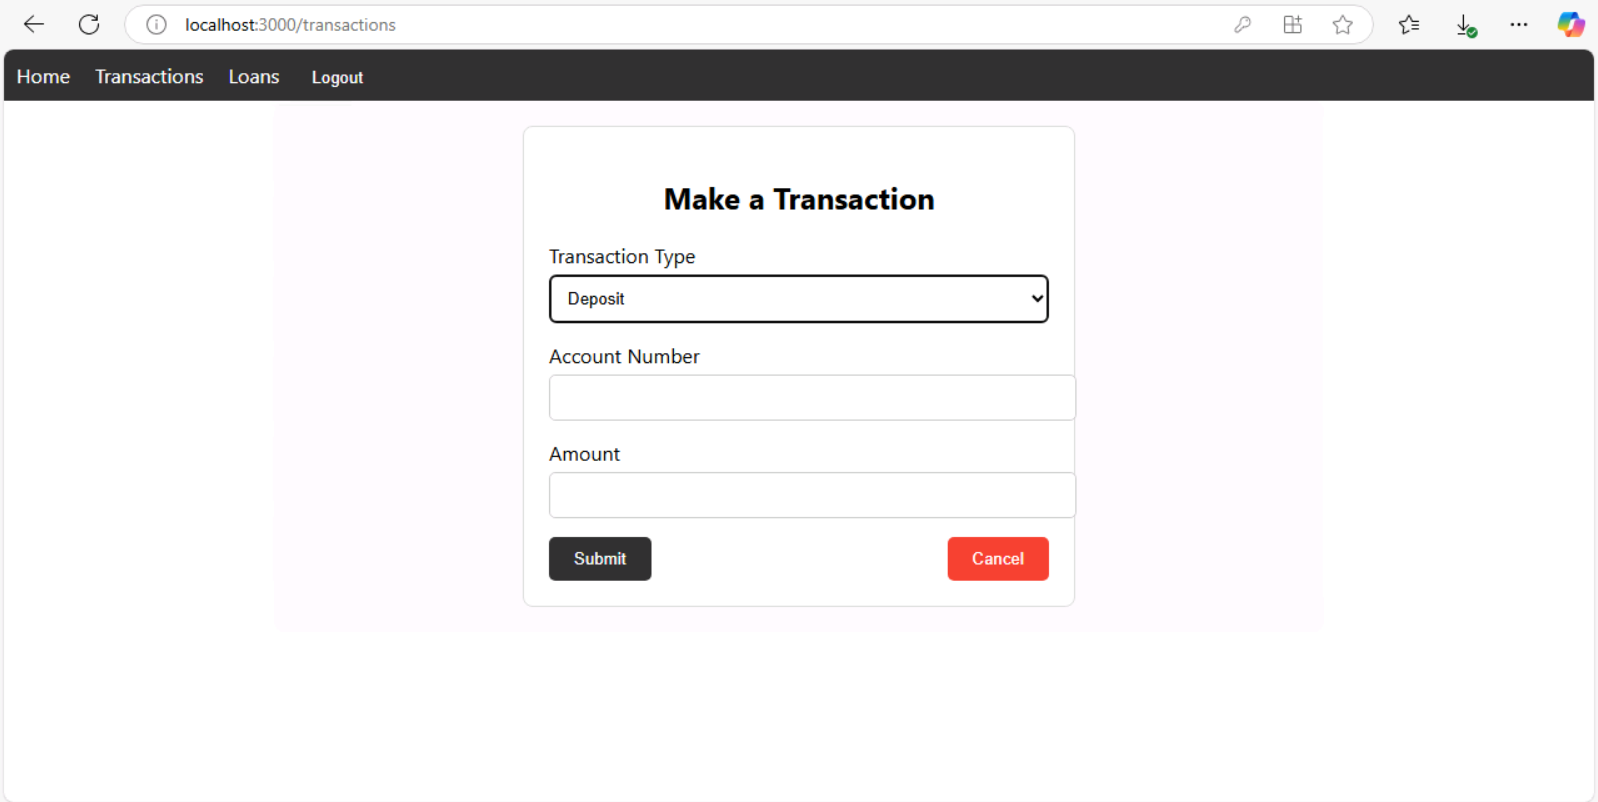 localhost:3000/transactions
Home Transactions Loans Logout
Make a Transaction
Transaction Type
Deposit
Account Number
Amount
Submit Cancel